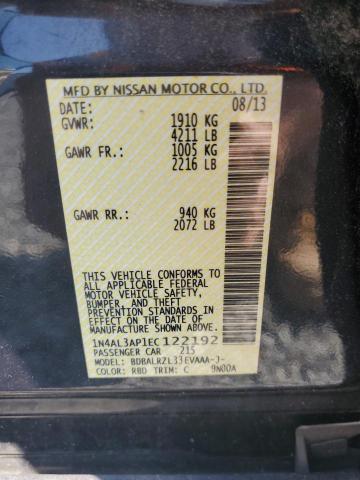 MFD BY NISSAN MOTOR CO., LTD.
DATE: 08/13
GVWR: 1910 KG
4211 LB
GAWR FR.: 1005 KG
2216 LB
GAWR RR.: 940 KG
2072 LB
THIS VEHICLE CONFORMS TO
ALL APPLICABLE FEDERAL
MOTOR VEHICLE SAFETY,
BUMPER, AND THEFT
PREVENTION STANDARDS
IN EFFECT ON THE DATE OF
MANUFACTURE SHOWN ABOVE.
1N4AL3AP1EC122192
PASSENGER CAR 215
MODEL: BDBALRZL33EVAAA-J-
COLOR: RBD TRIM: C 9N00A